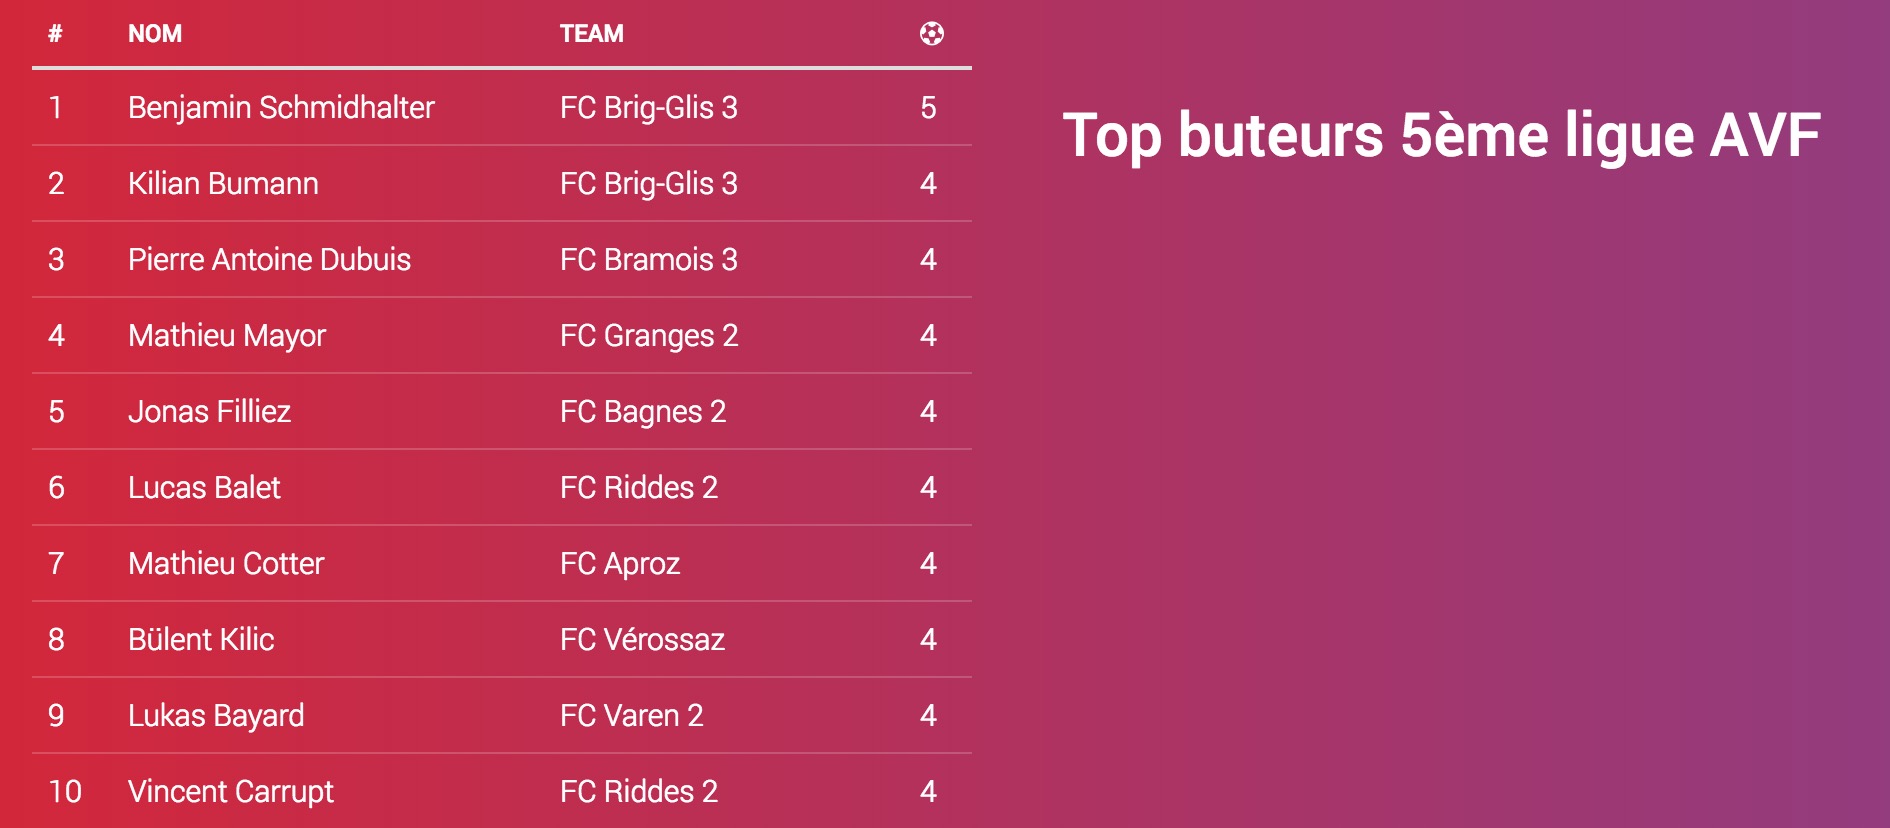 # NOM TEAM
1 Benjamin Schmidhalter FC Brig-Glis 3 5
2 Kilian Bumann FC Brig-Glis 3 4
3 Pierre Antoine Dubuis FC Bramois 3 4
4 Mathieu Mayor FC Granges 2 4
5 Jonas Filliez FC Bagnes 2 4
6 Lucas Balet FC Riddes 2 4
7 Mathieu Cotter FC Aproz 4
8 Bülent Kilic FC Vérossaz 4
9 Lukas Bayard FC Varen 2 4
10 Vincent Carrupt FC Riddes 2 4
Top buteurs 5ème ligue AVF